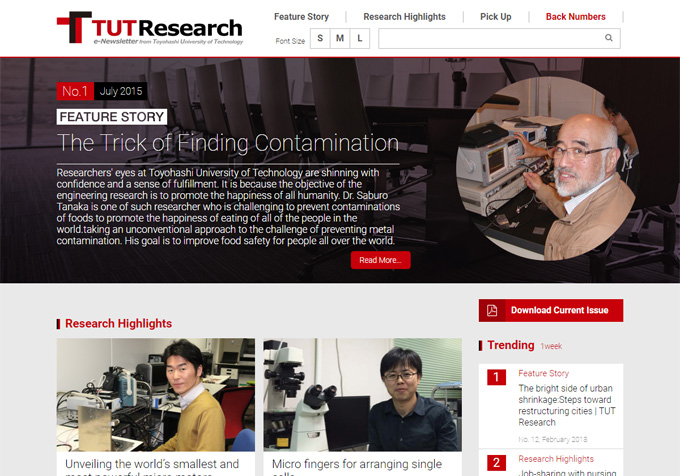 TUTResearch
e-Newsletter from Toyohashi University of Technology
Feature Story
Research Highlights
Pick Up
Back Numbers
Font Size
S
M
L
No.1
July 2015
FEATURE STORY
The Trick of Finding Contamination
Researchers' eyes at Toyohashi University of Technology are shinning with
confidence and a sense of fulfillment. It is because the objective of the
engineering research is to promote the happiness of all humanity. Dr. Saburo
Tanaka is one of such researcher who is challenging to prevent contaminations
of foods to promote the happiness of eating of all of the people in the
world.taking an unconventional approach to the challenge of preventing metal
contamination. His goal is to improve food safety for people all over the world.
Read More...
Download Current Issue
Research Highlights
Unveiling the world's smallest and
most powerful micro motors
Micro fingers for arranging single
cells
Trending
1week
1
Feature Story
The bright side of urban
shrinkage:Steps toward
restructuring cities | TUT
Research
No. 12, February 2018
2
Research Highlights
Job-sharing with nursing